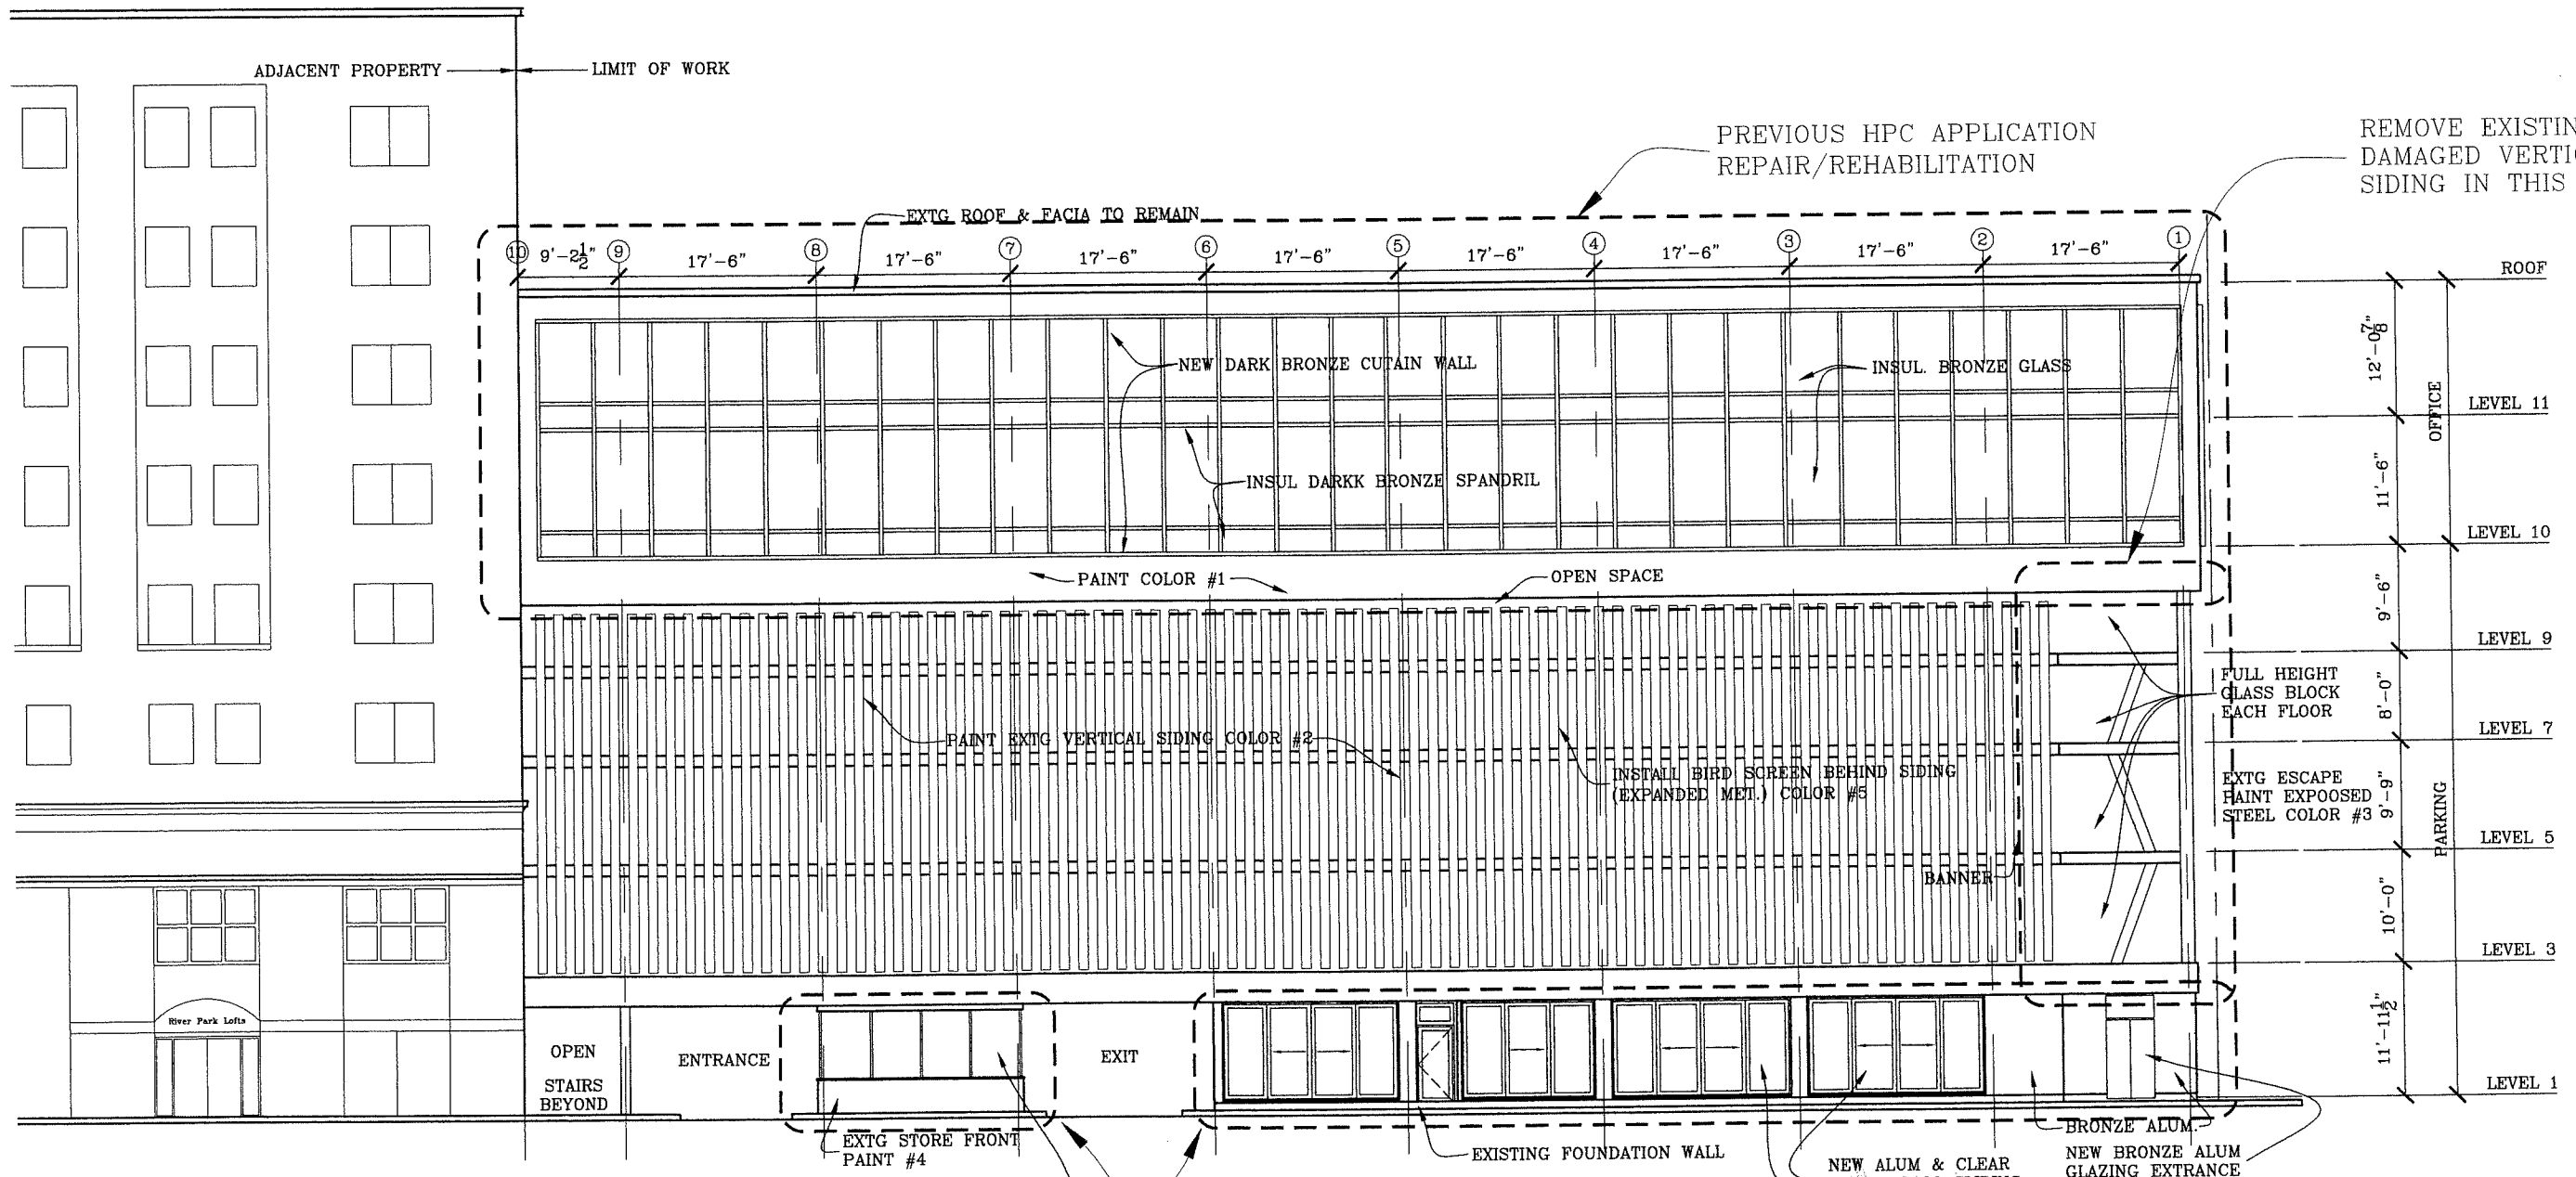 ADJACENT PROPERTY
LIMIT OF WORK
PREVIOUS HPC APPLICATION
REPAIR/REHABILITATION
REMOVE EXISTIN
DAMAGED VERTI
SIDING IN THIS
EXTG ROOF & FACIA TO REMAIN
10 9'-2 1/2" 9 17'-6" 8 17'-6" 7 17'-6" 6 17'-6" 5 17'-6" 4 17'-6" 3 17'-6" 2 17'-6" 1
ROOF
12'-0 7/8"
NEW DARK BRONZE CUTAIN WALL
INSUL. BRONZE GLASS
OFFICE
LEVEL 11
11'-6"
INSUL DARKK BRONZE SPANDRIL
LEVEL 10
PAINT COLOR #1
OPEN SPACE
9'-6"
LEVEL 9
FULL HEIGHT
GLASS BLOCK
EACH FLOOR
8'-0"
PAINT EXTG VERTICAL SIDING COLOR #2
LEVEL 7
INSTALL BIRD SCREEN BEHIND SIDING
(EXPANDED MET.) COLOR #5
EXTG ESCAPE
PAINT EXPOOSED
STEEL COLOR #3
9'-9"
PARKING
LEVEL 5
BANNER
10'-0"
LEVEL 3
11'-11 1/2"
River Park Lofts
OPEN
STAIRS
BEYOND
ENTRANCE
EXIT
LEVEL 1
EXTG STORE FRONT
PAINT #4
EXISTING FOUNDATION WALL
BRONZE ALUM.
NEW BRONZE ALUM
GLAZING EXTRANCE
NEW ALUM & CLEAR